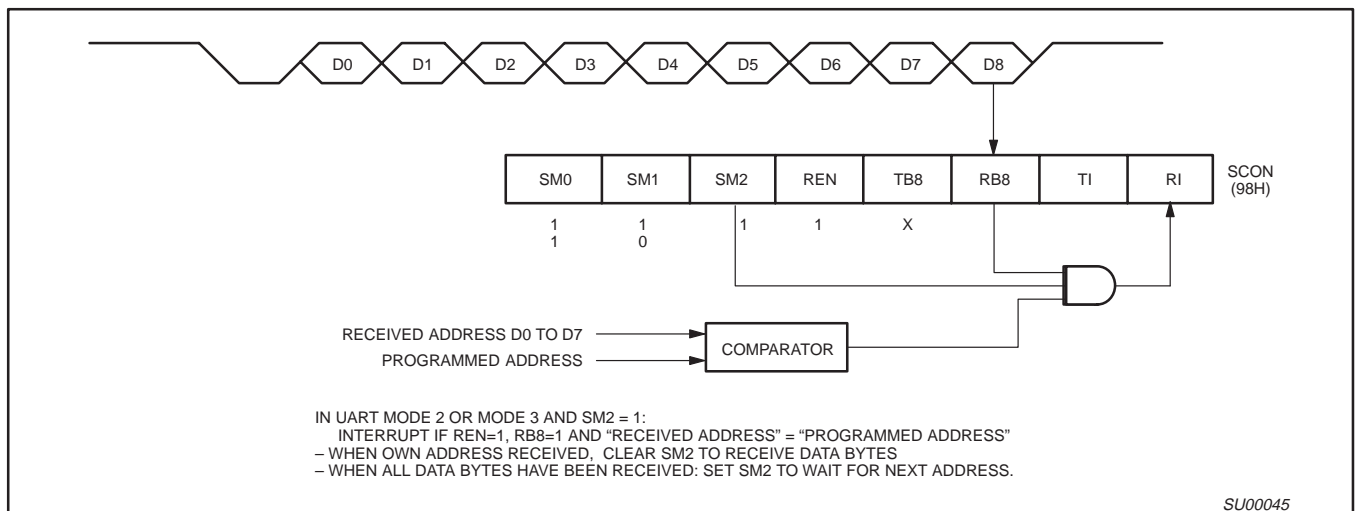 D0 D1 D2 D3 D4 D5 D6 D7 D8
SM0 SM1 SM2 REN TB8 RB8 TI RI
SCON
(98H)
1 1 1 1 X
1 0
RECEIVED ADDRESS D0 TO D7
PROGRAMMED ADDRESS
COMPARATOR
IN UART MODE 2 OR MODE 3 AND SM2 = 1:
INTERRUPT IF REN=1, RB8=1 AND “RECEIVED ADDRESS” = “PROGRAMMED ADDRESS”
– WHEN OWN ADDRESS RECEIVED, CLEAR SM2 TO RECEIVE DATA BYTES
– WHEN ALL DATA BYTES HAVE BEEN RECEIVED: SET SM2 TO WAIT FOR NEXT ADDRESS.
SU00045